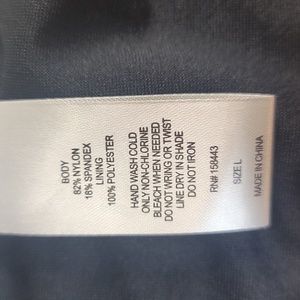 BODY
82% NYLON
18% SPANDEX
LINING
100% POLYESTER
HAND WASH COLD
ONLY NON-CHLORINE
BLEACH WHEN NEEDED
DO NOT WRING OR TWIST
LINE DRY IN SHADE
DO NOT IRON
RN# 158443
SIZE L
MADE IN CHINA